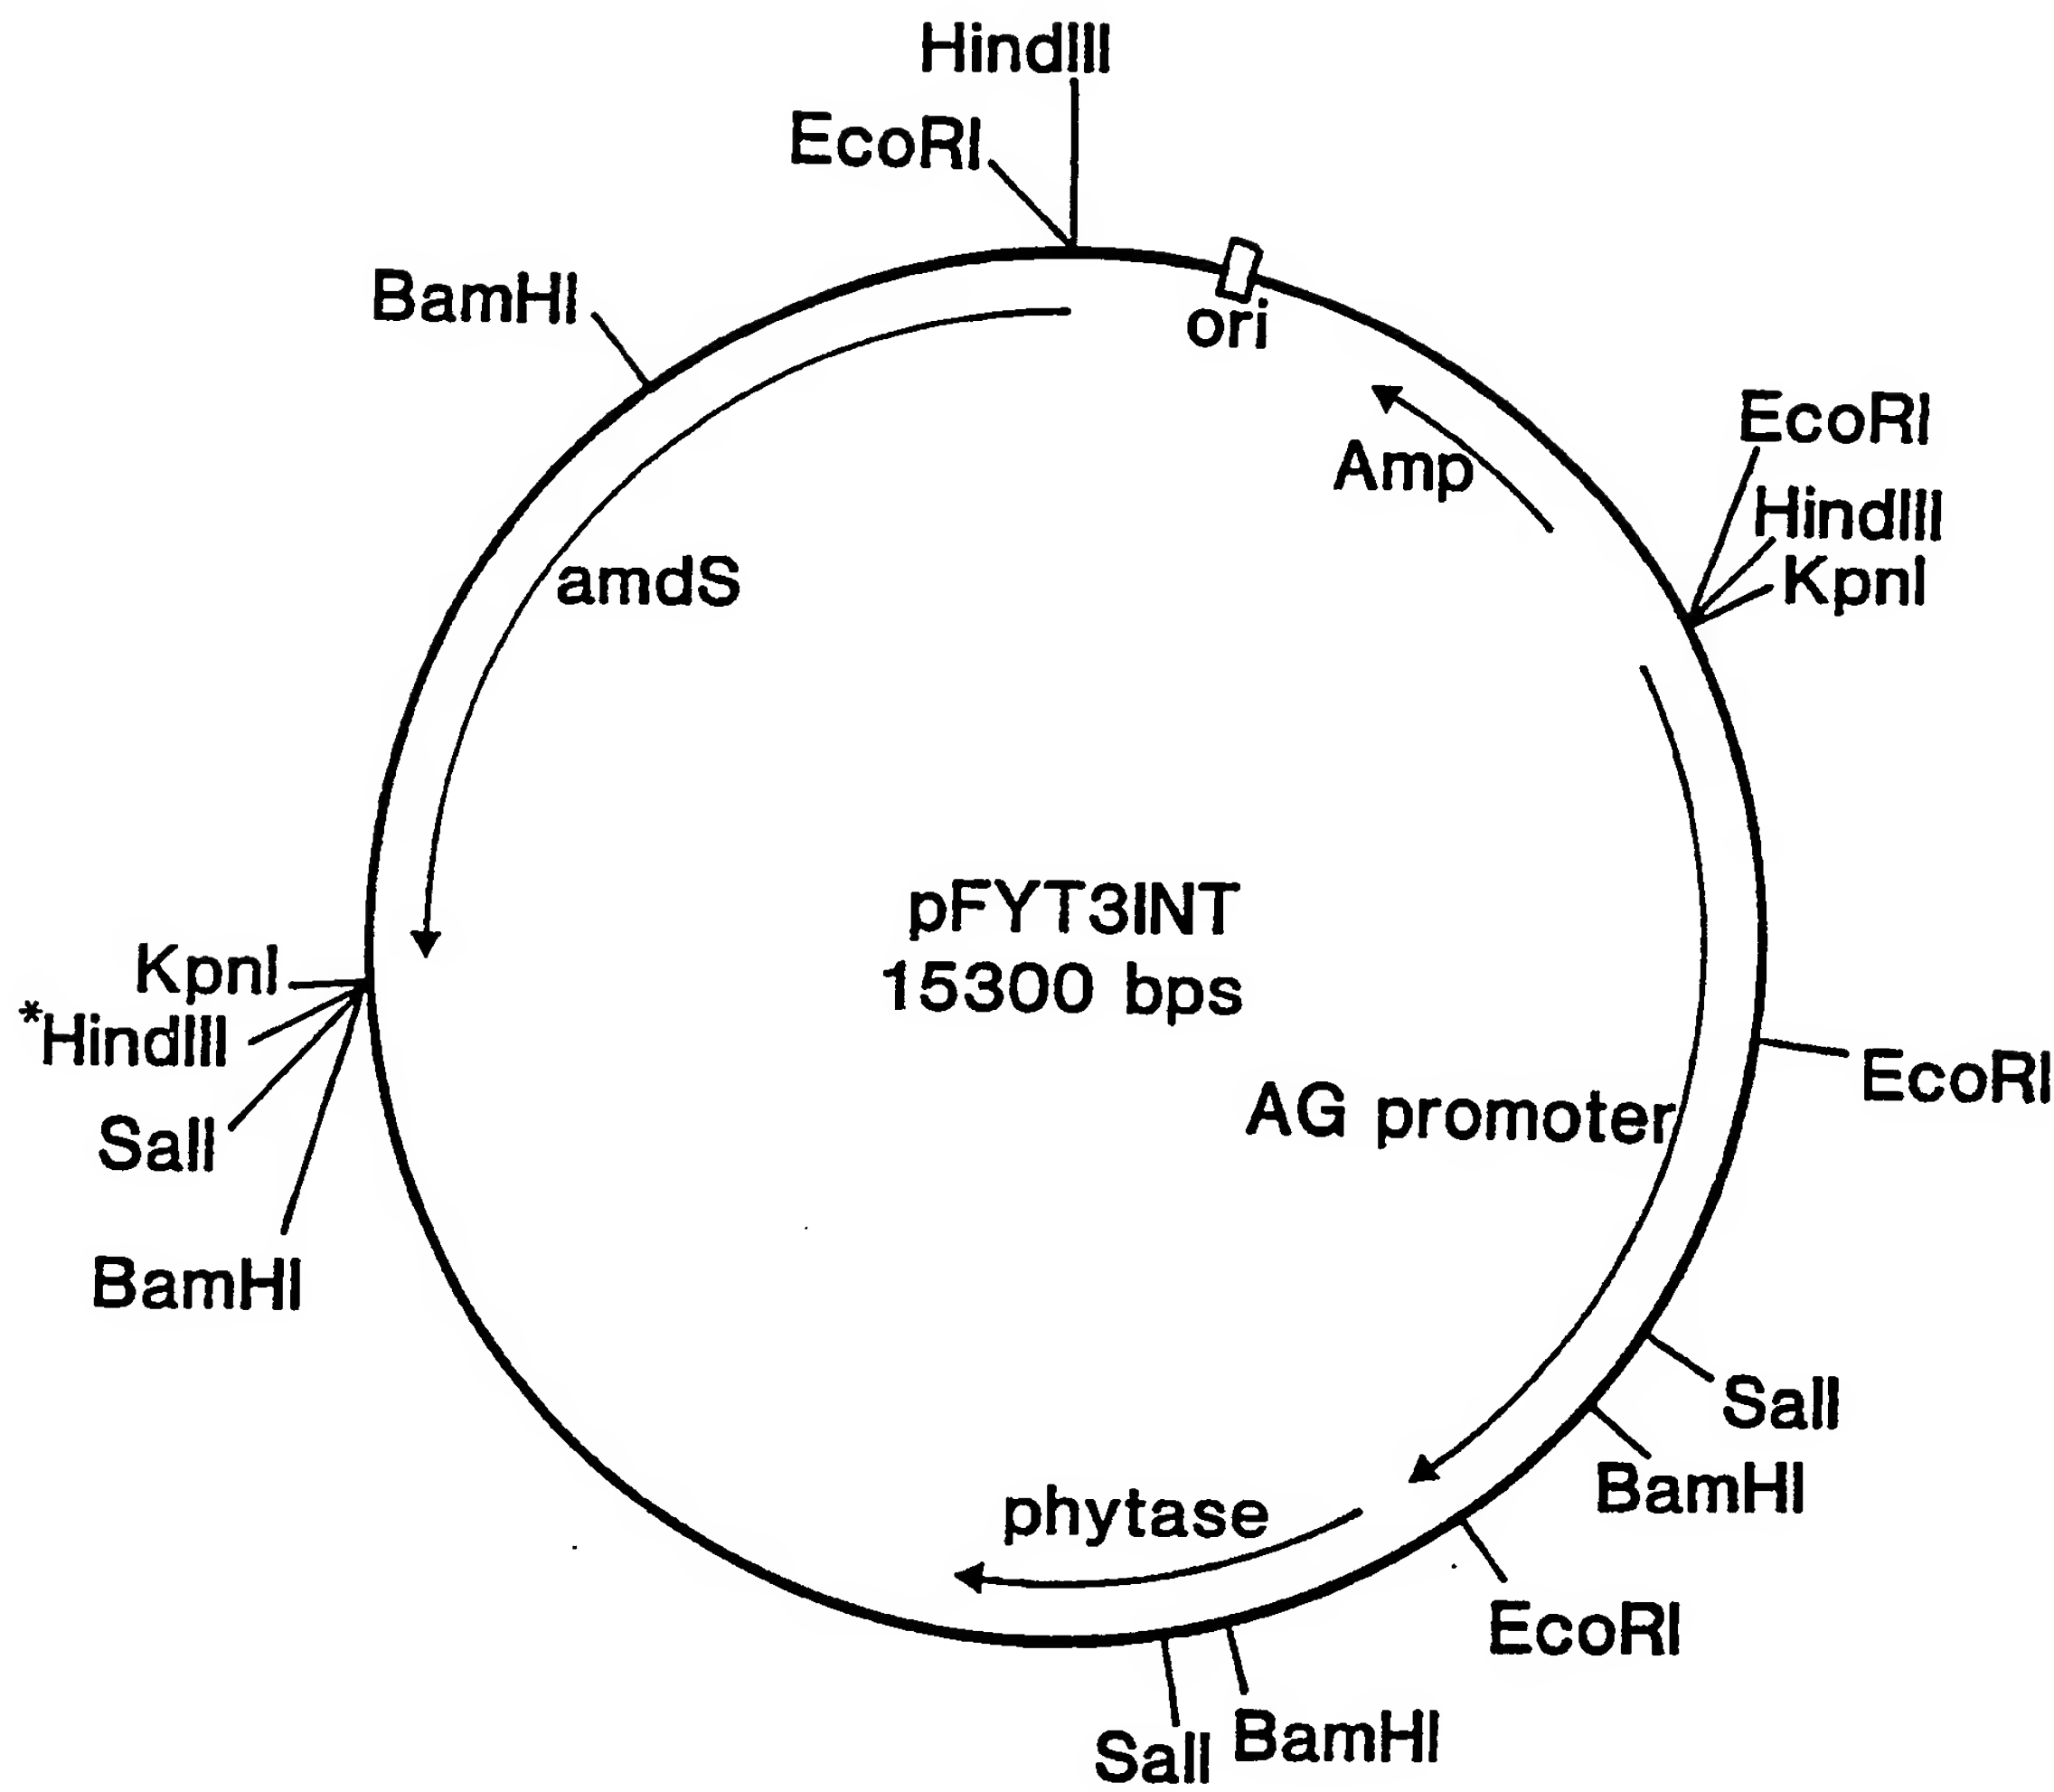 HindIII
EcoRI
BamHI
ori
EcoRI
Amp
HindIII
KpnI
amdS
pFYT3INT
15300 bps
KpnI
*HindIII
EcoRI
AG promoter
SalI
BamHI
SalI
BamHI
phytase
EcoRI
SalI
BamHI